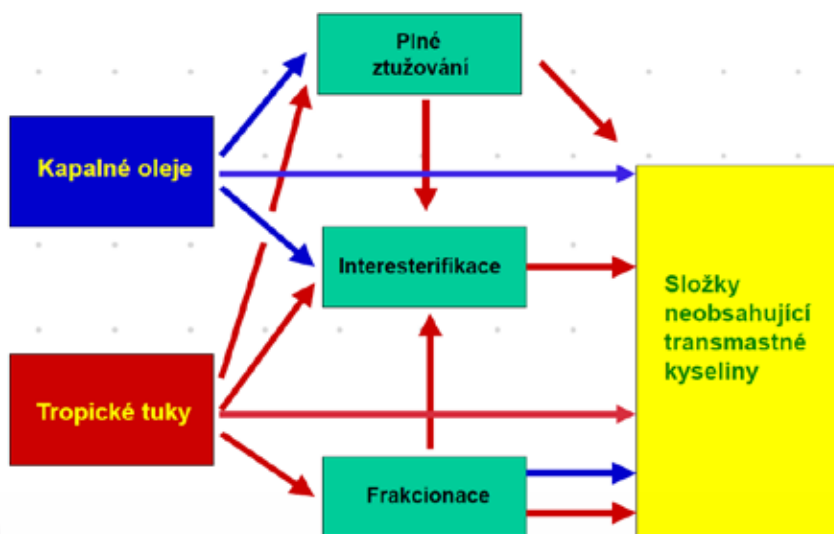 Plné
ztužování
Kapalné oleje
Interesterifikace
Složky
neobsahující
transmastné
kyseliny
Tropické tuky
Frakcionace